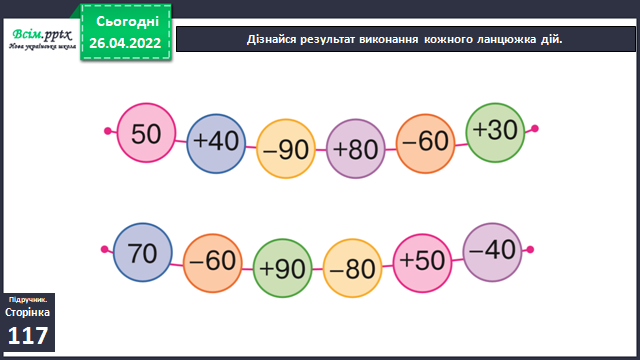 Всім.pptx
Нова українська школа
Сьогодні
26.04.2022
Дізнайся результат виконання кожного ланцюжка дій.
50 +40 −90 +80 −60 +30
70 −60 +90 −80 +50 −40
Підручник.
Сторінка
117